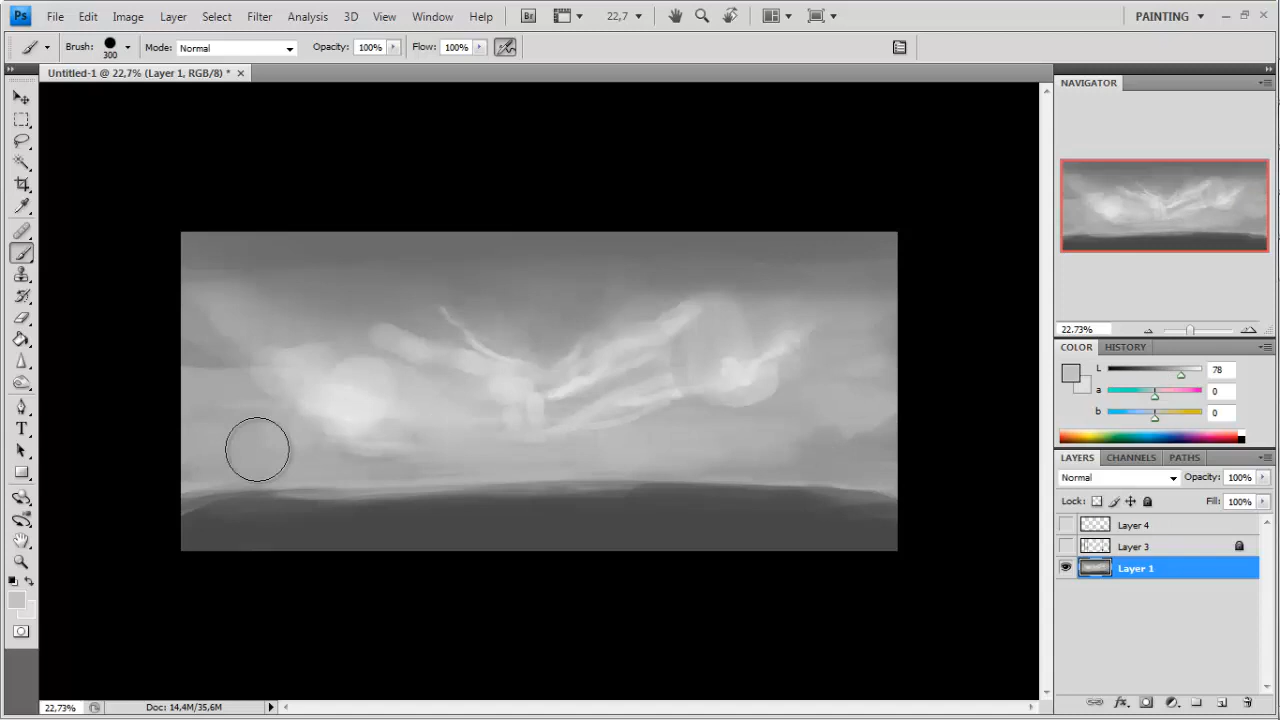 Ps File Edit Image Layer Select Filter Analysis 3D View Window Help Br 22,7 PAINTING
Brush: 300 Mode: Normal Opacity: 100% Flow: 100%
Untitled-1 @ 22,7% (Layer 1, RGB/8) *
NAVIGATOR
22.73%
COLOR HISTORY
L 78
a 0
b 0
LAYERS CHANNELS PATHS
Normal Opacity: 100%
Lock: Fill: 100%
Layer 4
Layer 3
Layer 1
T
22,73% Doc: 14,4M/35,6M